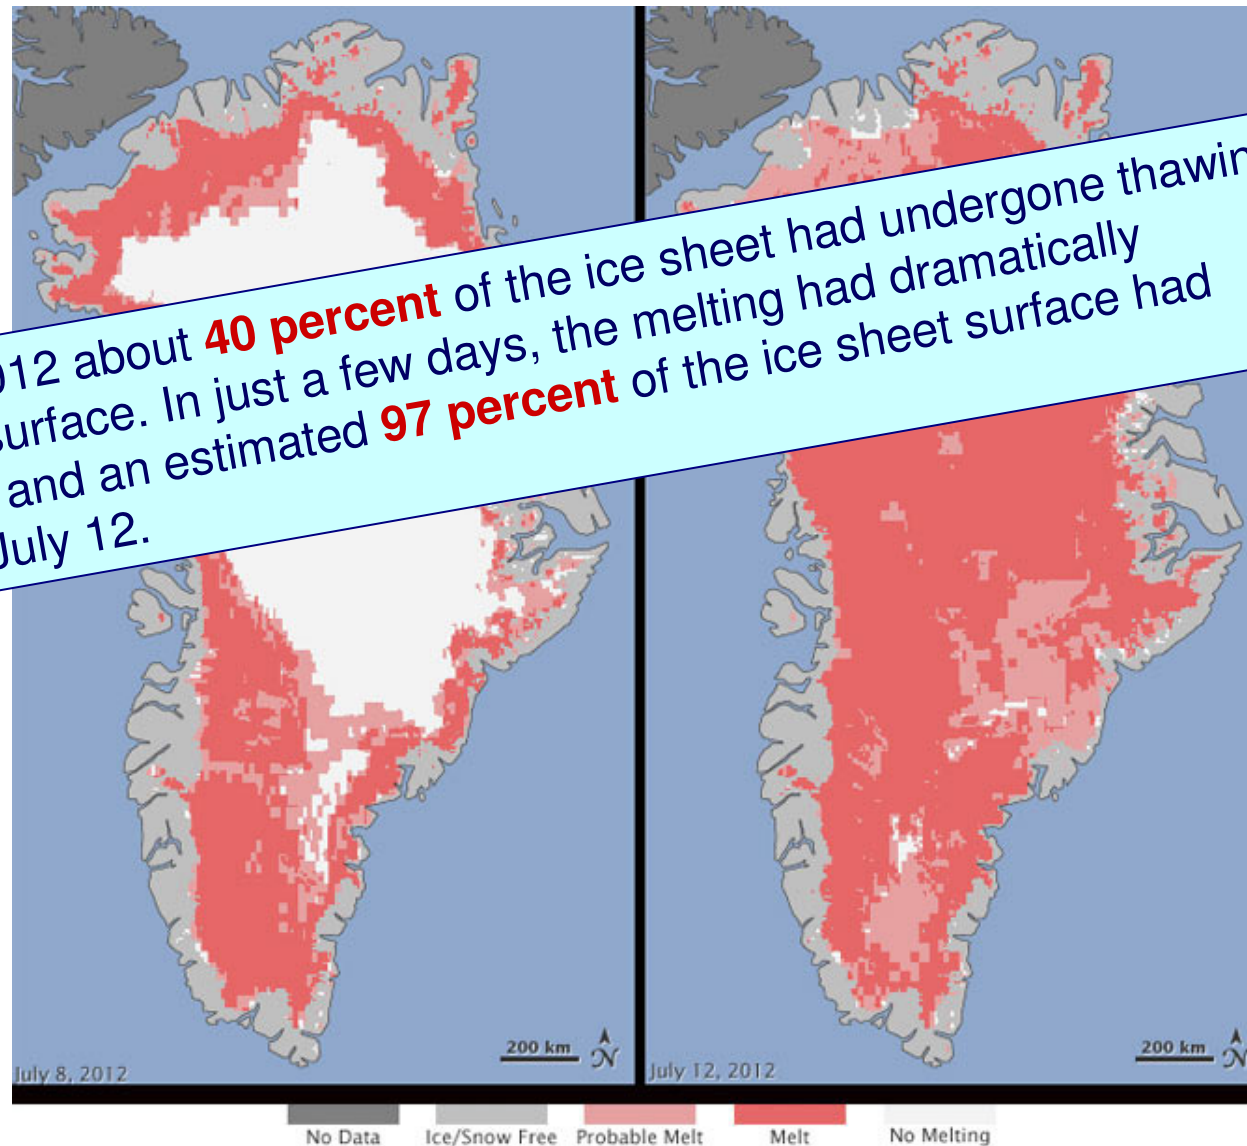 012 about 40 percent of the ice sheet had undergone thawin
surface. In just a few days, the melting had dramatically
and an estimated 97 percent of the ice sheet surface had
July 12.
200 km
N
200 km
N
July 8, 2012
July 12, 2012
No Data
Ice/Snow Free
Probable Melt
Melt
No Melting